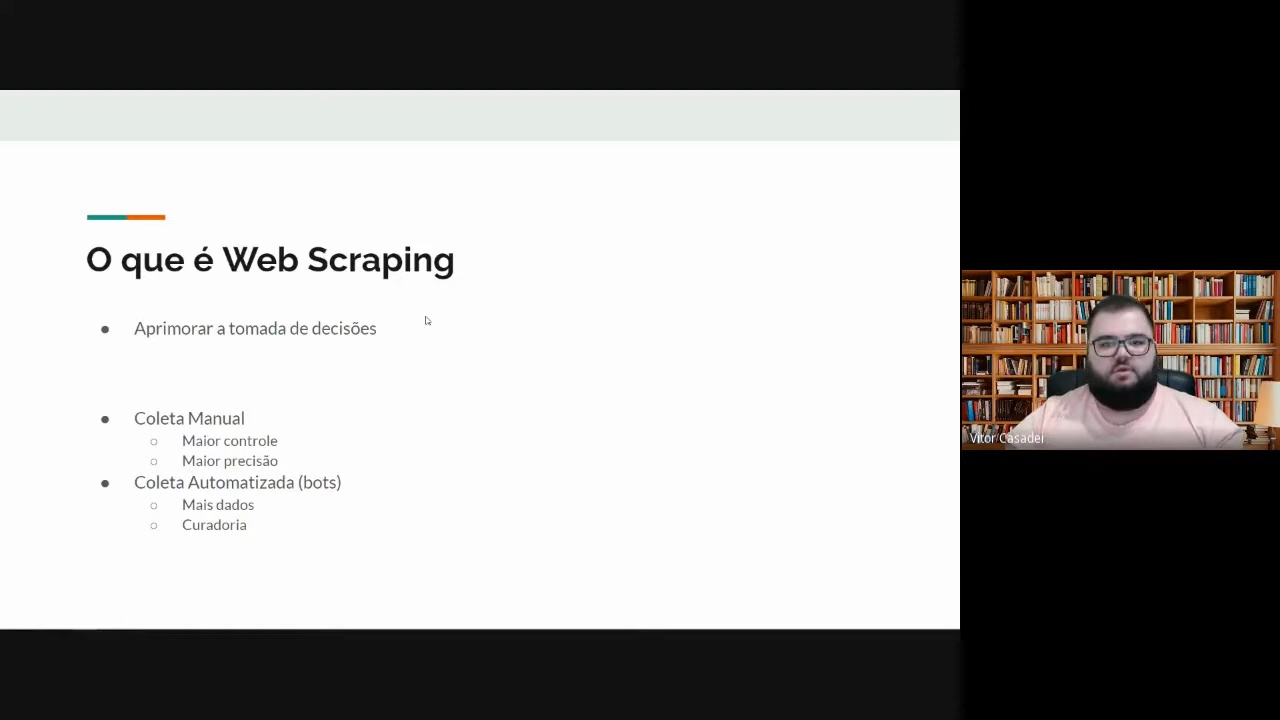 O que é Web Scraping
● Aprimorar a tomada de decisões
● Coleta Manual
○ Maior controle
○ Maior precisão
● Coleta Automatizada (bots)
○ Mais dados
○ Curadoria
Vitor Casadei